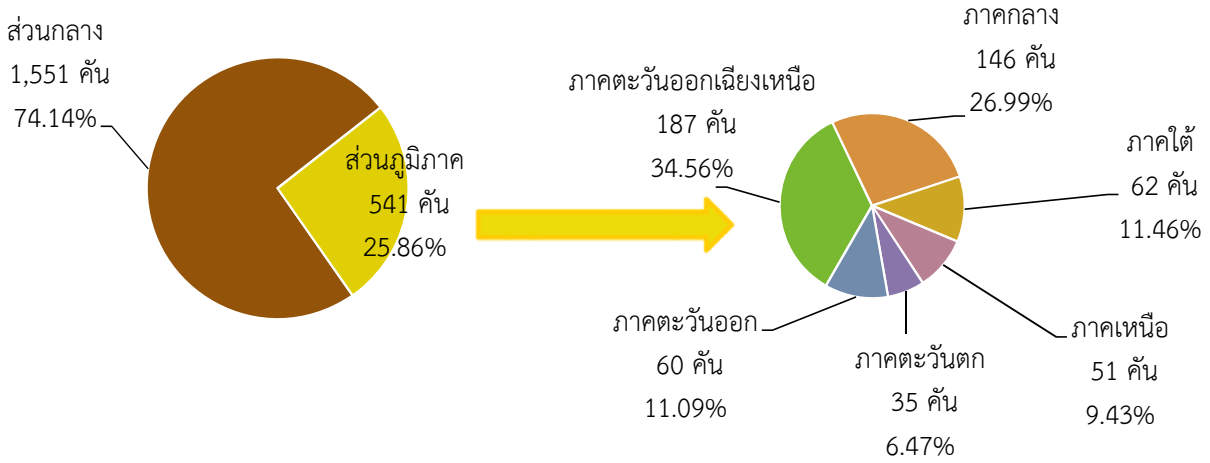 ส่วนกลาง
1,551 คัน
74.14%
ส่วนภูมิภาค
541 คัน
25.86%
ภาคตะวันออกเฉียงเหนือ
187 คัน
34.56%
ภาคกลาง
146 คัน
26.99%
ภาคใต้
62 คัน
11.46%
ภาคตะวันออก
60 คัน
11.09%
ภาคตะวันตก
35 คัน
6.47%
ภาคเหนือ
51 คัน
9.43%